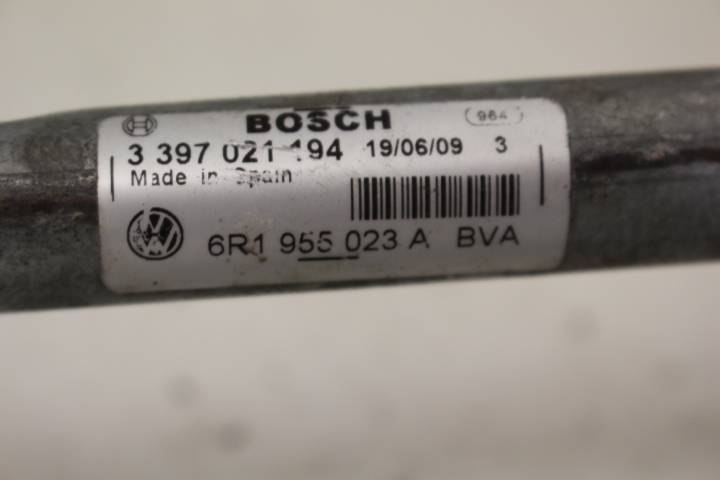 BOSCH 964
3 397 021 194 19/06/09 3
Made in Spain
6R1 955 023 A BVA